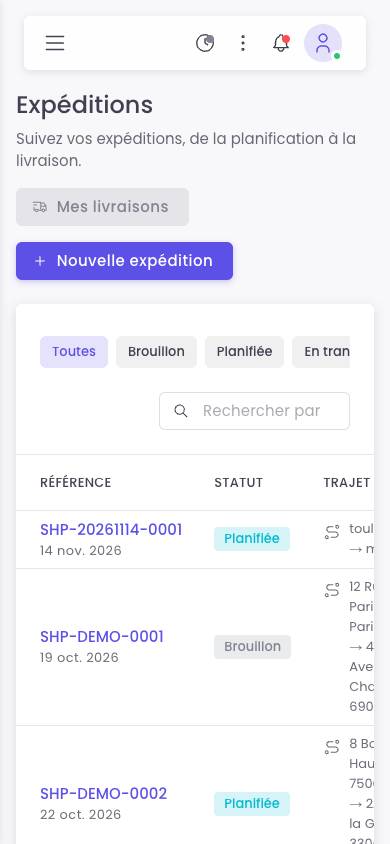 Expéditions
Suivez vos expéditions, de la planification à la
livraison.
Mes livraisons
Nouvelle expédition
Toutes Brouillon Planifiée En tran
Rechercher par
RÉFÉRENCE STATUT TRAJET
SHP-20261114-0001 Planifiée toul
14 nov. 2026 → m
12 R
Pari
Pari
SHP-DEMO-0001 Brouillon → 4
19 oct. 2026 Ave
Cha
690
8 Bo
Hau
750
SHP-DEMO-0002 Planifiée → 2
22 oct. 2026 la G